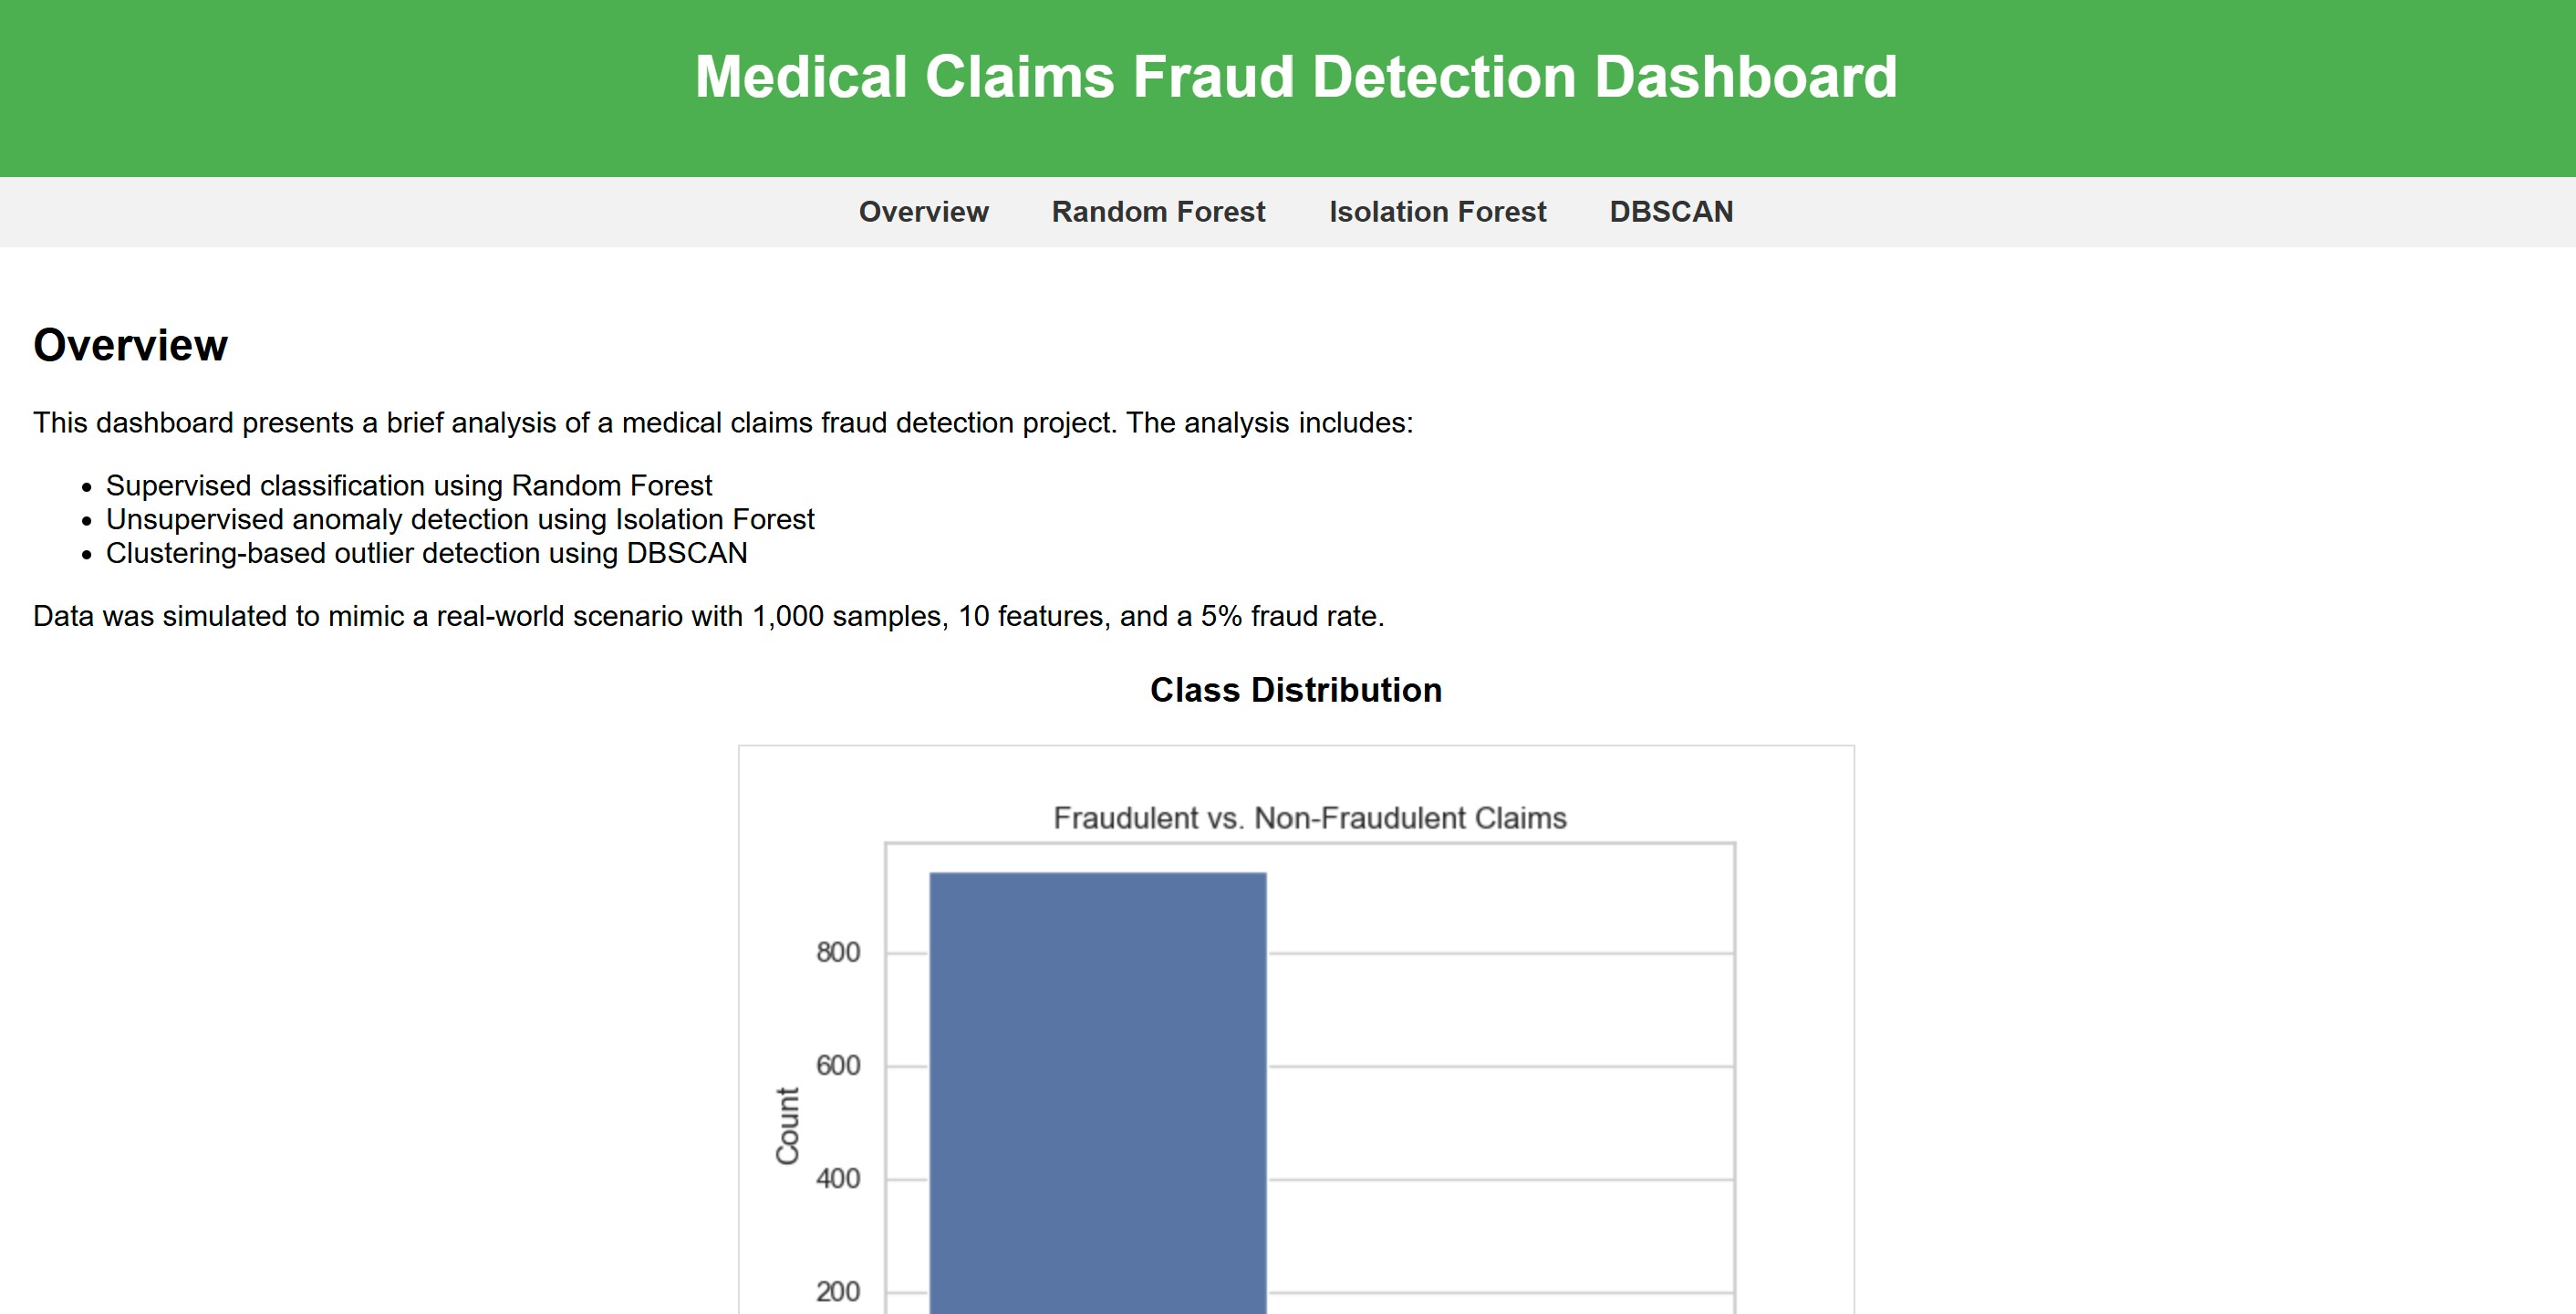 Medical Claims Fraud Detection Dashboard
Overview Random Forest Isolation Forest DBSCAN
Overview
This dashboard presents a brief analysis of a medical claims fraud detection project. The analysis includes:
• Supervised classification using Random Forest
• Unsupervised anomaly detection using Isolation Forest
• Clustering-based outlier detection using DBSCAN
Data was simulated to mimic a real-world scenario with 1,000 samples, 10 features, and a 5% fraud rate.
Class Distribution
Fraudulent vs. Non-Fraudulent Claims
800
600
Count
400
200